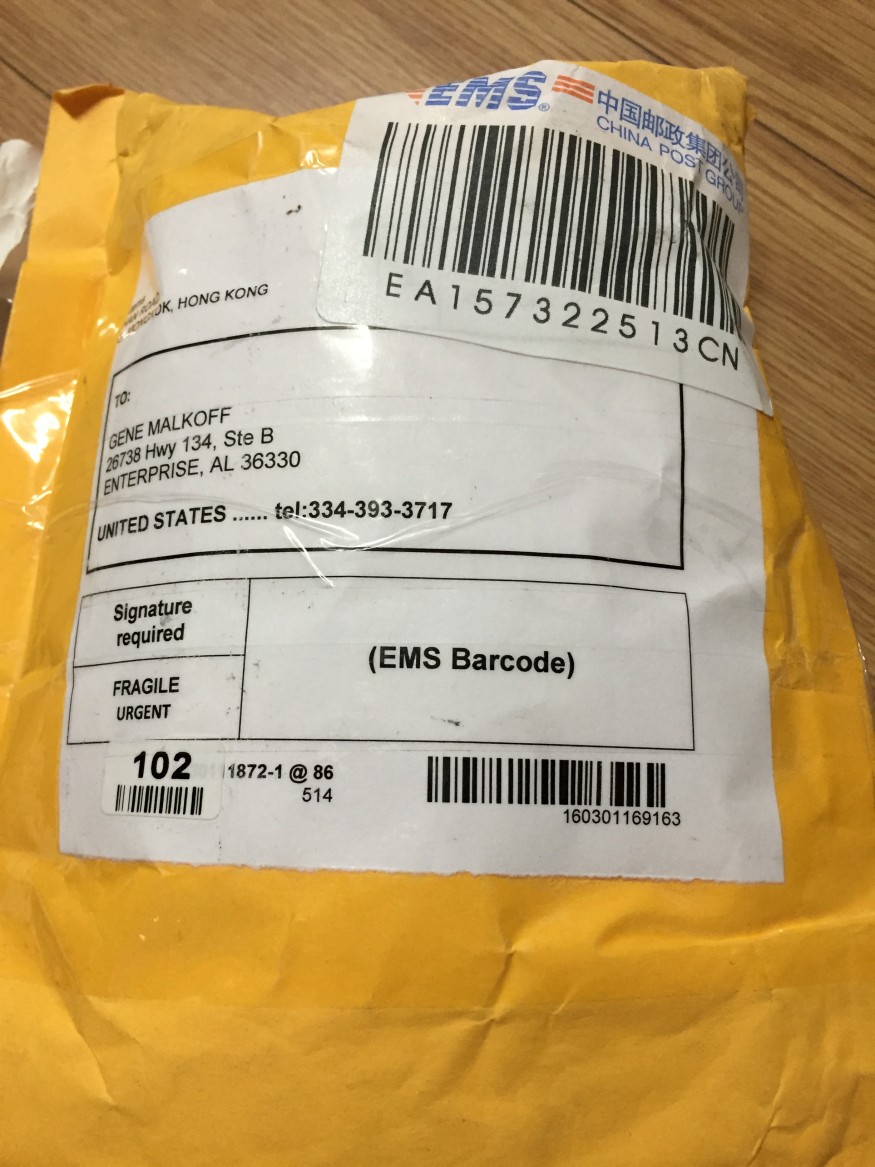 EMS®
中国邮政集团公司
CHINA POST GROUP
EA157322513CN
ROAD
HONG KONG
TO:
GENE MALKOFF
26738 Hwy 134, Ste B
ENTERPRISE, AL 36330
UNITED STATES ...... tel:334-393-3717
Signature
required
(EMS Barcode)
FRAGILE
URGENT
102
1872-1 @ 86
514
160301169163